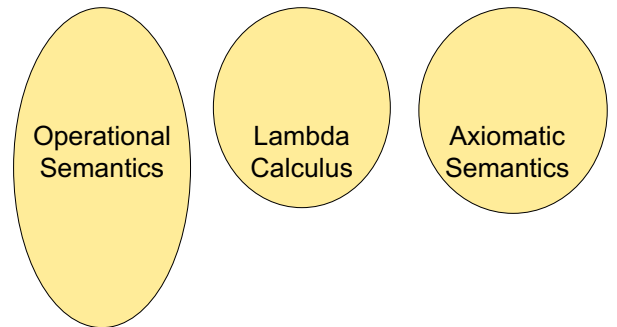 Operational
Semantics
Lambda
Calculus
Axiomatic
Semantics